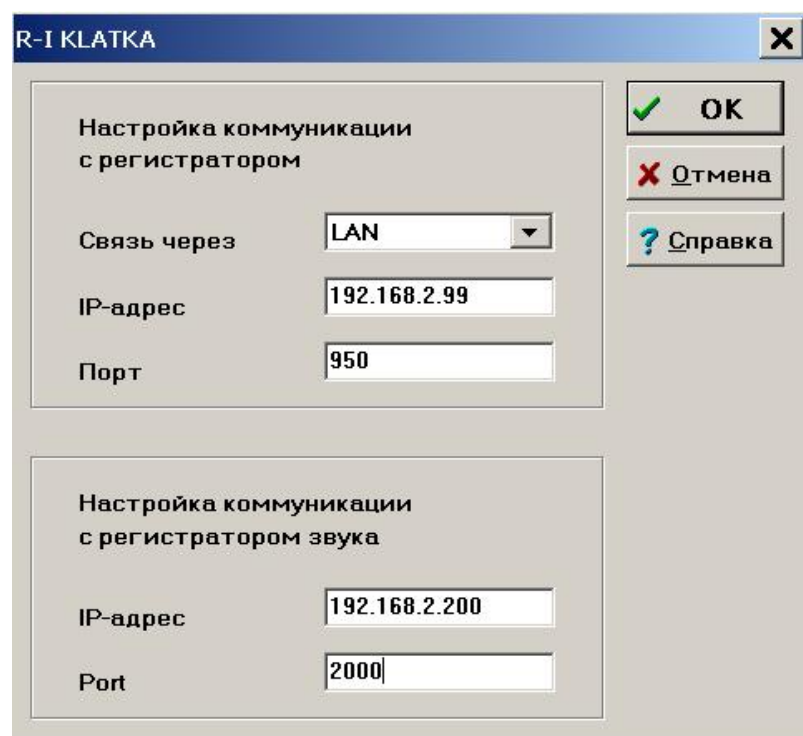 R-I KLATKA
Настройка коммуникации
с регистратором
Связь через LAN
IP-адрес 192.168.2.99
Порт 950
Настройка коммуникации
с регистратором звука
IP-адрес 192.168.2.200
Port 2000
OK
Отмена
Справка